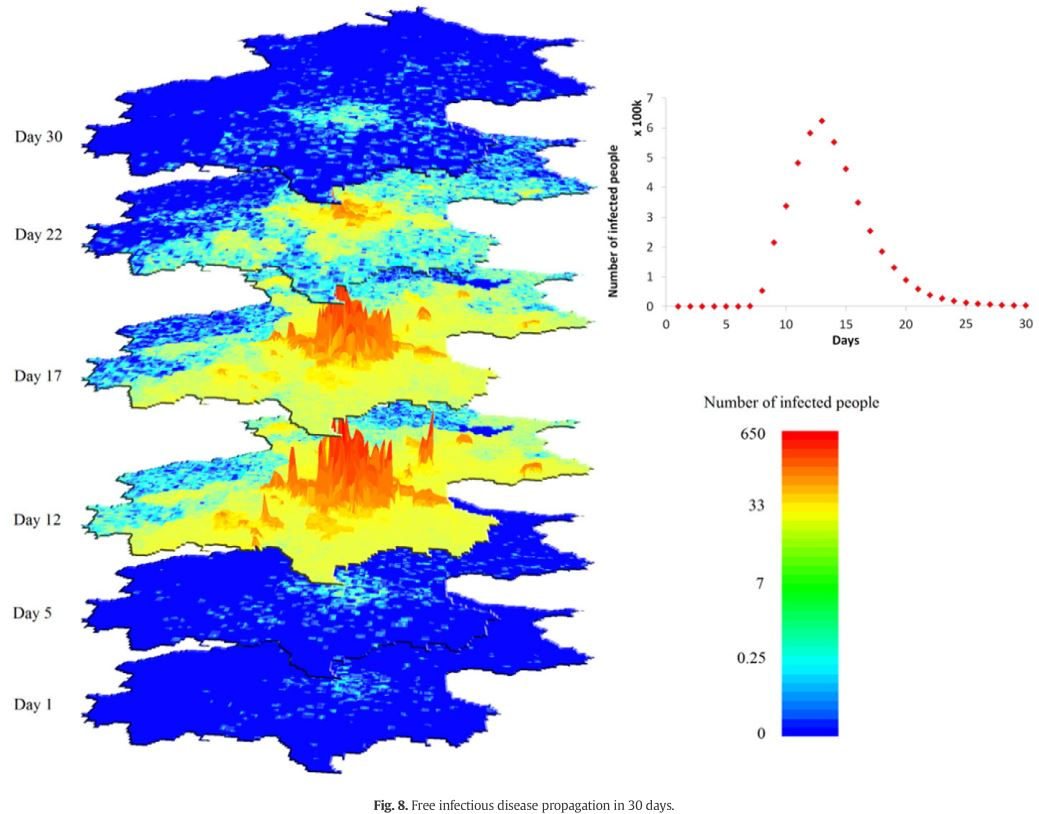 Day 30
Day 22
Day 17
Day 12
Day 5
Day 1
x 100k
Number of infected people
7
6
5
4
3
2
1
0
0 5 10 15 20 25 30
Days
Number of infected people
650
33
7
0.25
0
Fig. 8. Free infectious disease propagation in 30 days.